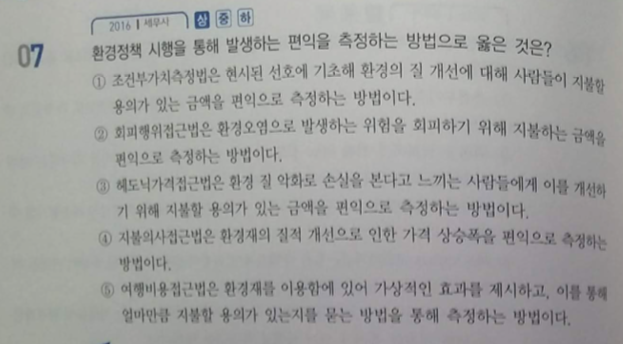 2016 | 세무사 상 중 하
07 환경정책 시행을 통해 발생하는 편익을 측정하는 방법으로 옳은 것은?
① 조건부가치측정법은 현시된 선호에 기초해 환경의 질 개선에 대해 사람들이 지불할
용의가 있는 금액을 편익으로 측정하는 방법이다.
② 회피행위접근법은 환경오염으로 발생하는 위험을 회피하기 위해 지불하는 금액을
편익으로 측정하는 방법이다.
③ 헤도닉가격접근법은 환경 질 악화로 손실을 본다고 느끼는 사람들에게 이를 개선하
기 위해 지불할 용의가 있는 금액을 편익으로 측정하는 방법이다.
④ 지불의사접근법은 환경재의 질적 개선으로 인한 가격 상승폭을 편익으로 측정하는
방법이다.
⑤ 여행비용접근법은 환경재를 이용함에 있어 가상적인 효과를 제시하고, 이를 통해
얼마만큼 지불할 용의가 있는지를 묻는 방법을 통해 측정하는 방법이다.